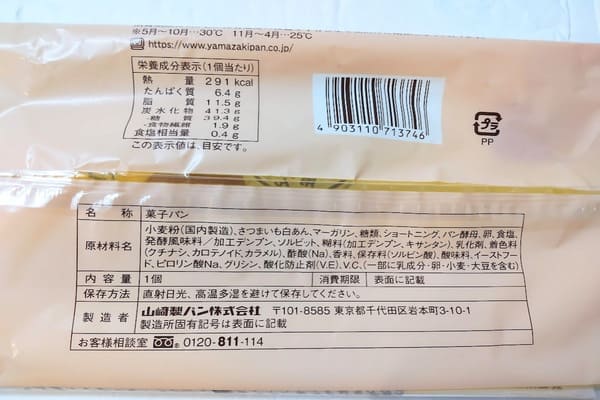 ※5月～10月…30℃ 11月～4月…25℃
https://www.yamazakipan.co.jp/
栄養成分表示(1個当たり)
熱量 291kcal
たんぱく質 6.4g
脂質 11.5g
炭水化物 41.3g
-糖質 39.4g
-食物繊維 1.9g
食塩相当量 0.4g
この表示値は、目安です。
4 903110 713746
プラ
PP
名称 菓子パン
原材料名 小麦粉(国内製造)、さつまいも白あん、マーガリン、糖類、ショートニング、パン酵母、卵、食塩、
発酵風味料/加工デンプン、ソルビット、糊料(加工デンプン、キサンタン)、乳化剤、着色料
(クチナシ、カロテノイド、カラメル)、酢酸(Na)、香料、保存料(ソルビン酸)、酸味料、イーストフー
ド、ピロリン酸Na、グリシン、酸化防止剤(V.E)、V.C、(一部に乳成分・卵・小麦・大豆を含む)
内容量 1個 消費期限 表面に記載
保存方法 直射日光、高温多湿を避けて保存してください。
製造者 山崎製パン株式会社 〒101-8585 東京都千代田区岩本町3-10-1
製造所固有記号は表面に記載
お客様相談室 0120-811-114